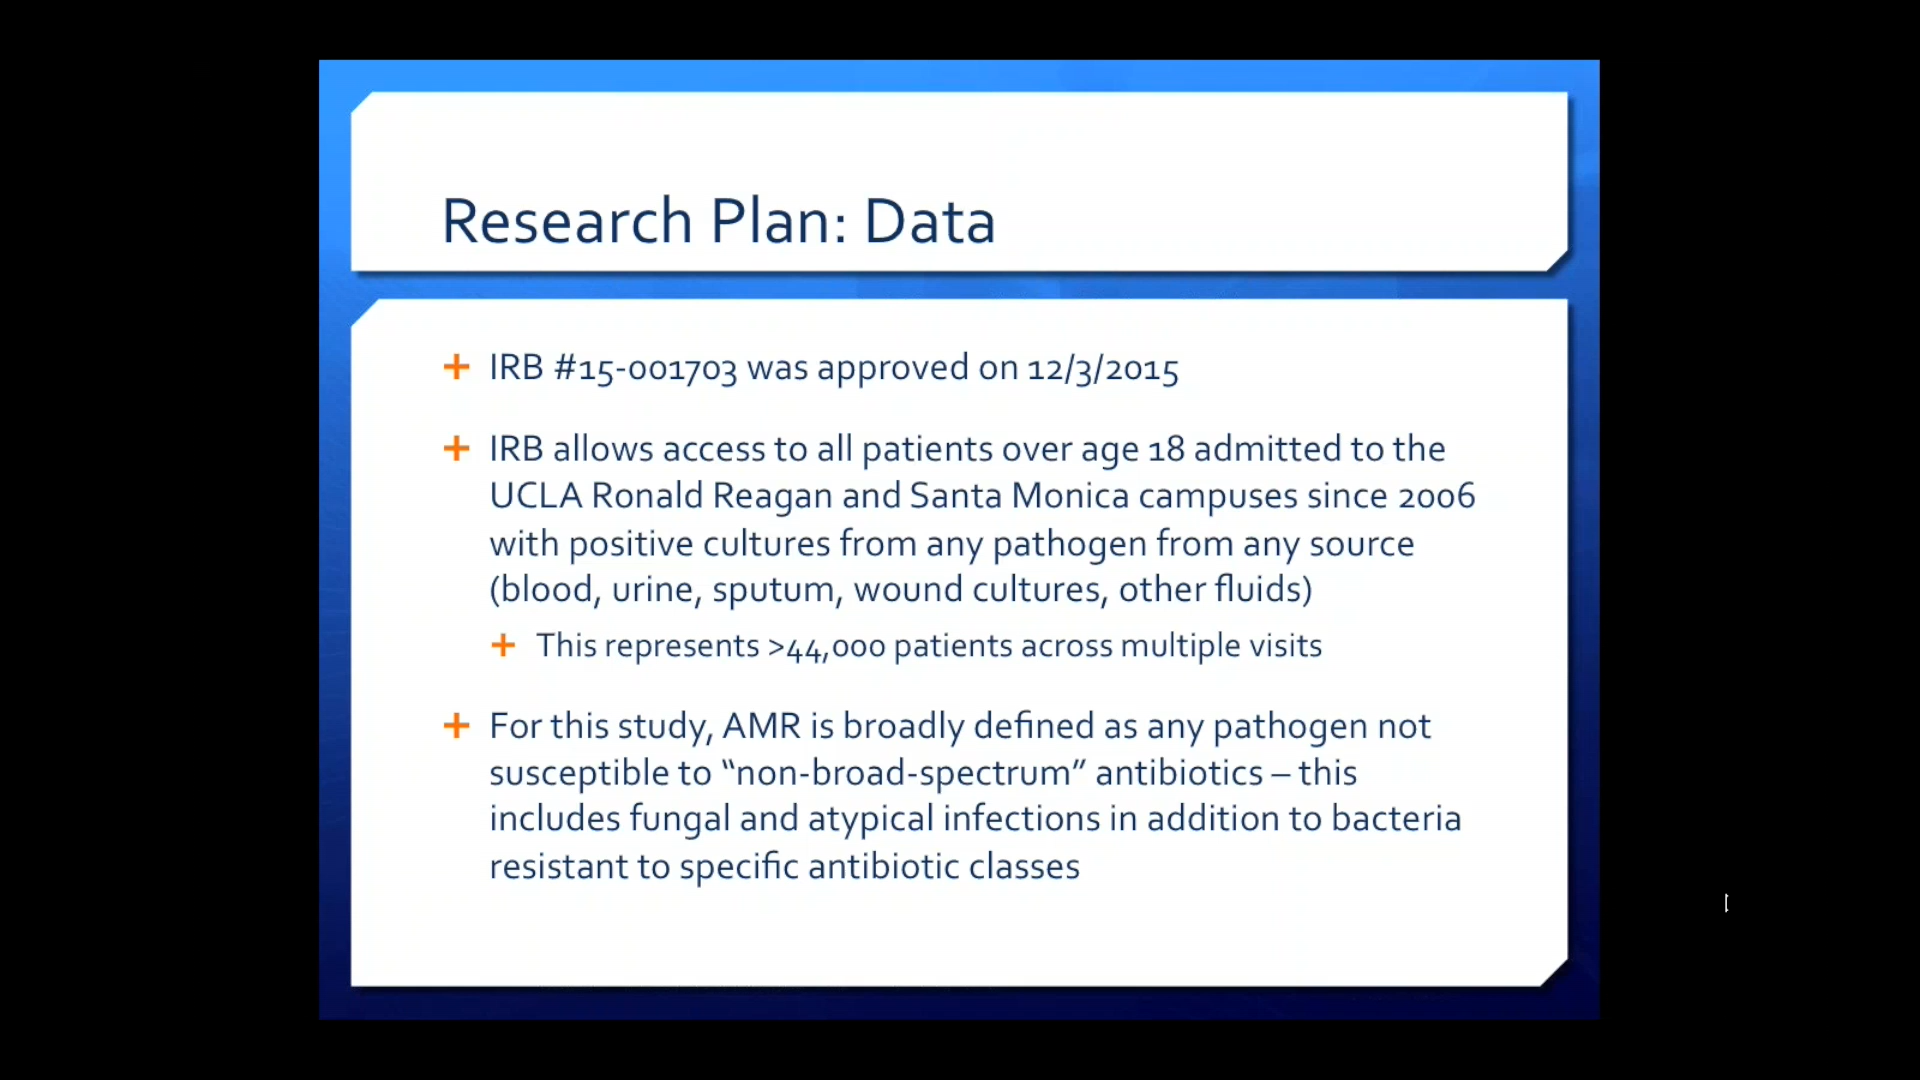 Research Plan: Data
IRB #15-001703 was approved on 12/3/2015
IRB allows access to all patients over age 18 admitted to the
UCLA Ronald Reagan and Santa Monica campuses since 2006
with positive cultures from any pathogen from any source
(blood, urine, sputum, wound cultures, other fluids)
This represents >44,000 patients across multiple visits
For this study, AMR is broadly defined as any pathogen not
susceptible to “non-broad-spectrum” antibiotics – this
includes fungal and atypical infections in addition to bacteria
resistant to specific antibiotic classes